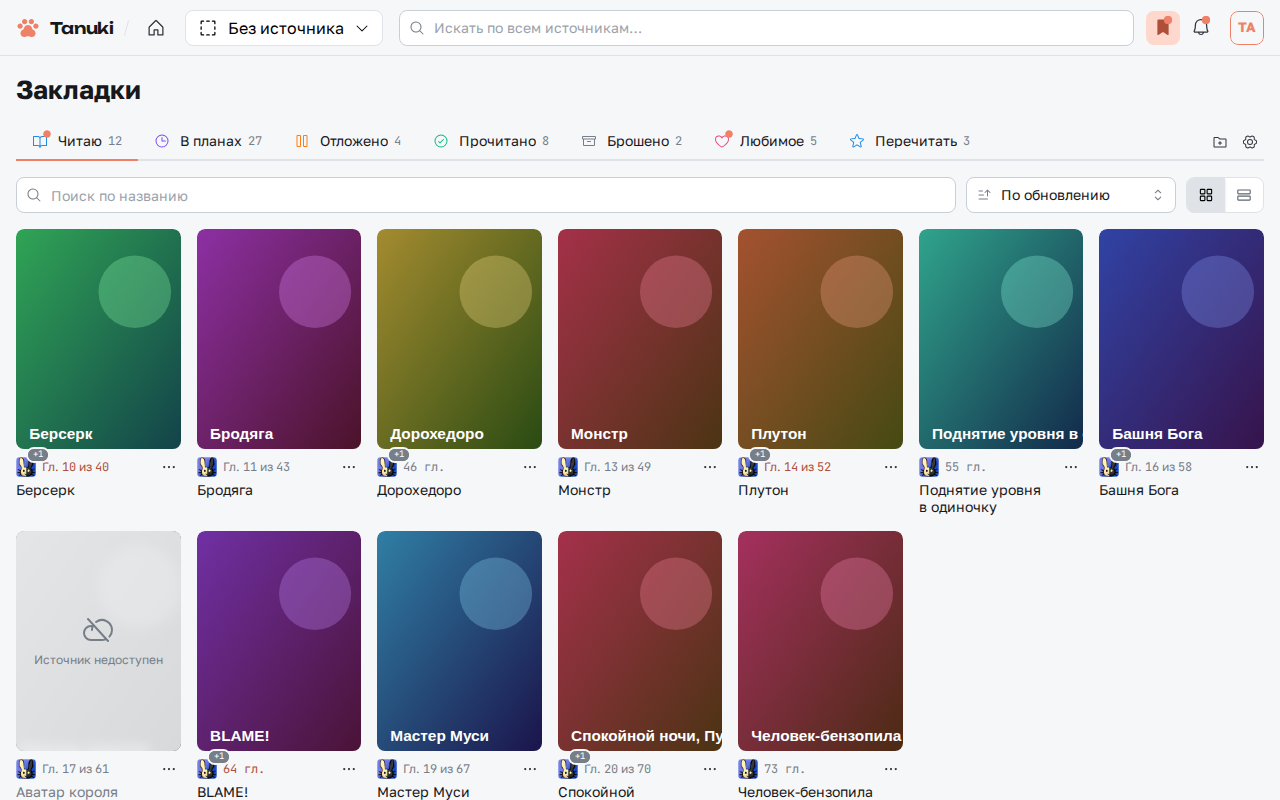 Tanuki / Без источника Искать по всем источникам... TA
Закладки
Читаю 12 В планах 27 Отложено 4 Прочитано 8 Брошено 2 Любимое 5 Перечитать 3
Поиск по названию По обновлению
Берсерк Бродяга Дорохедоро Монстр Плутон Поднятие уровня в Башня Бога
+1 +1 +1 +1
Гл. 10 из 40 ... Гл. 11 из 43 ... 46 гл. ... Гл. 13 из 49 ... Гл. 14 из 52 ... 55 гл. ... Гл. 16 из 58 ...
Берсерк Бродяга Дорохедоро Монстр Плутон Поднятие уровня Башня Бога
в одиночку
Источник недоступен
BLAME! Мастер Муси Спокойной ночи, Пу Человек-бензопила
+1 +1
Гл. 17 из 61 ... 64 гл. ... Гл. 19 из 67 ... Гл. 20 из 70 ... 73 гл. ...
Аватар короля BLAME! Мастер Муси Спокойной Человек-бензопила